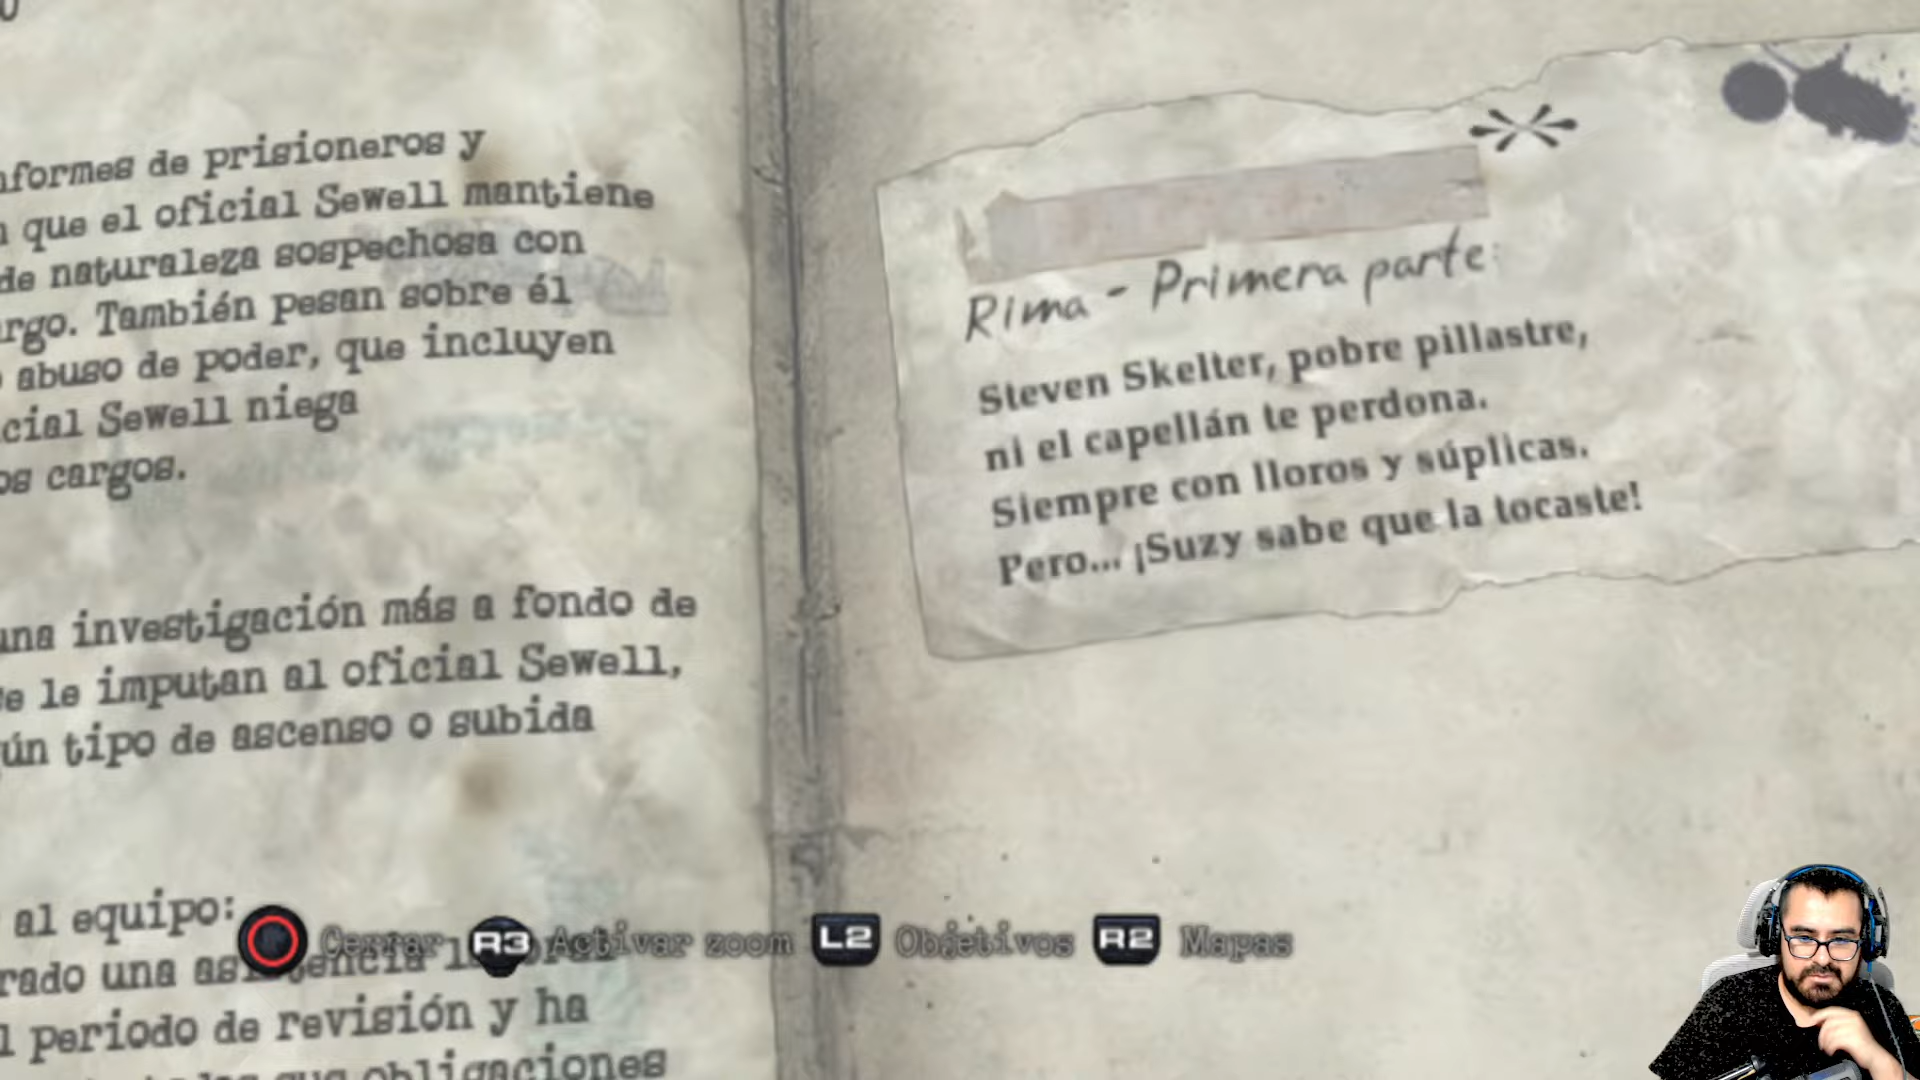 nformes de prisioneros y
que el oficial Sewell mantiene
de naturaleza sospechosa con
rgo. También pesan sobre él
abuso de poder, que incluyen
cial Sewell niega
os cargos.
una investigación más a fondo de
se le imputan al oficial Sewell,
ún tipo de ascenso o subida
al equipo:
rado una
l periodo de revisión y ha
sus obligaciones
Rima - Primera parte:
Steven Skelter, pobre pillastre,
ni el capellán te perdona.
Siempre con lloros y súplicas.
Pero... ¡Suzy sabe que la tocaste!
Cerrar R3 Activar zoom L2 Objetivos R2 Mapas